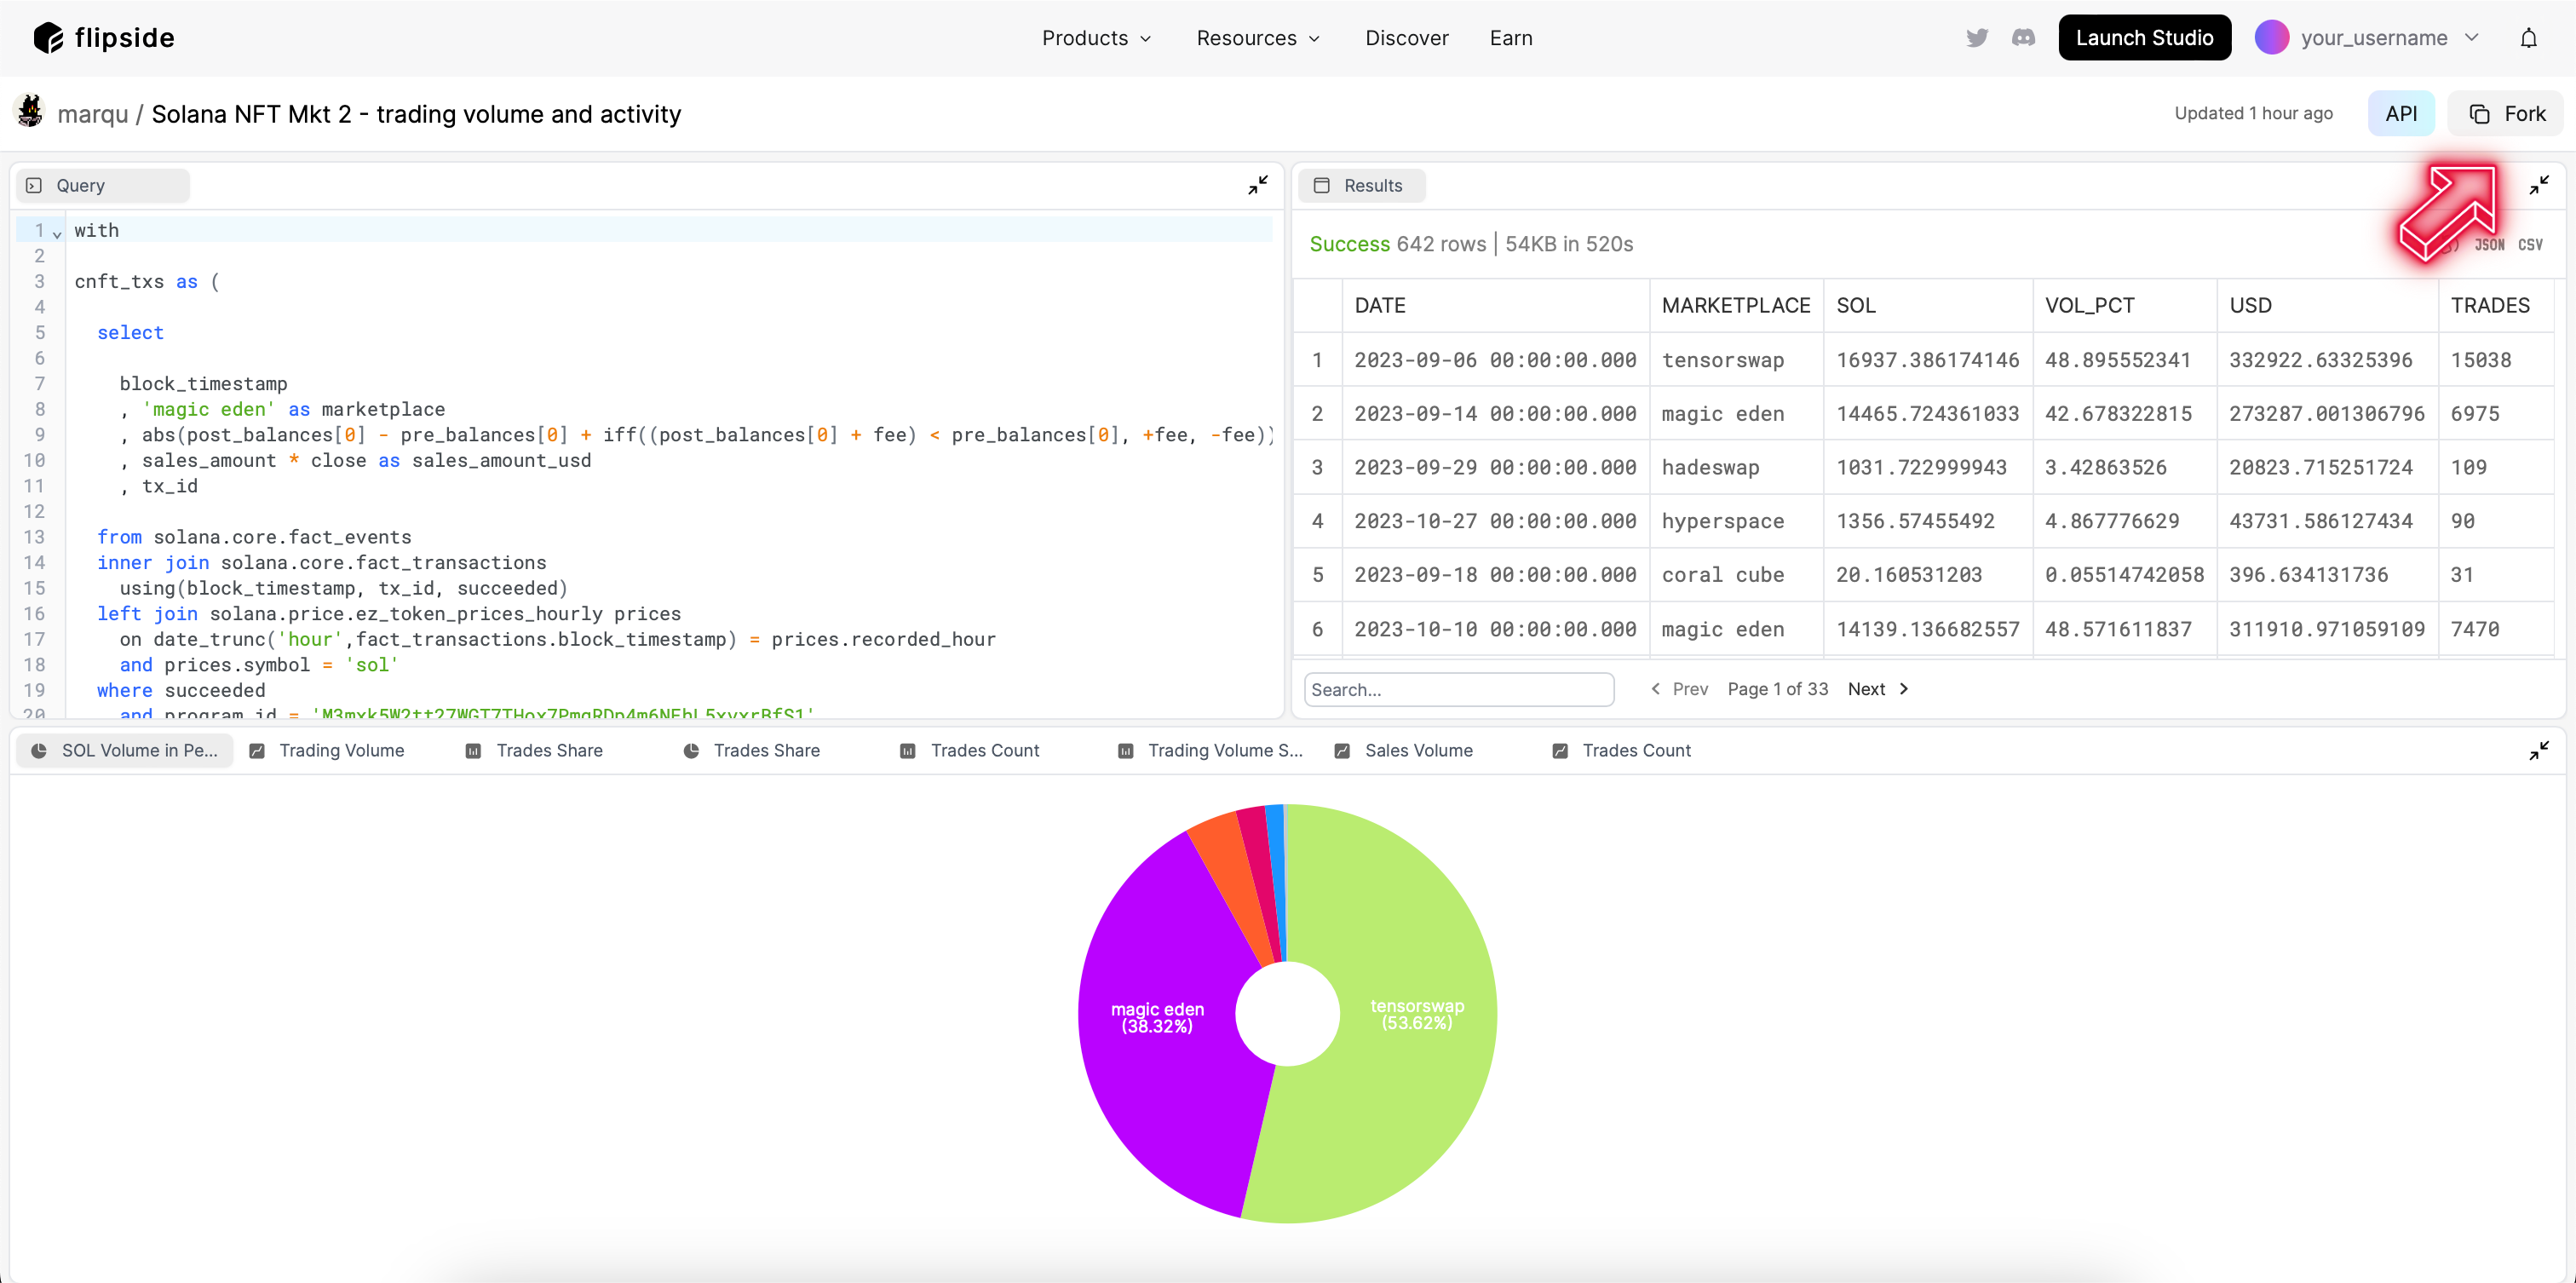 flipside
Products
Resources
Discover
Earn
Launch Studio
your_username
marqu / Solana NFT Mkt 2 - trading volume and activity
Updated 1 hour ago
API
Fork
Query
1 with
2
3 cnft_txs as (
4
5 select
6
7 block_timestamp
8 , 'magic eden' as marketplace
9 , abs(post_balances[0] - pre_balances[0] + iff((post_balances[0] + fee) < pre_balances[0], +fee, -fee))
10 , sales_amount * close as sales_amount_usd
11 , tx_id
12
13 from solana.core.fact_events
14 inner join solana.core.fact_transactions
15 using(block_timestamp, tx_id, succeeded)
16 left join solana.price.ez_token_prices_hourly prices
17 on date_trunc('hour',fact_transactions.block_timestamp) = prices.recorded_hour
18 and prices.symbol = 'sol'
19 where succeeded
20 and program_id =
Results
Success 642 rows | 54KB in 520s
JSON CSV
DATE MARKETPLACE SOL VOL_PCT USD TRADES
1 2023-09-06 00:00:00.000 tensorswap 16937.386174146 48.895552341 332922.63325396 15038
2 2023-09-14 00:00:00.000 magic eden 14465.724361033 42.678322815 273287.001306796 6975
3 2023-09-29 00:00:00.000 hadeswap 1031.722999943 3.42863526 20823.715251724 109
4 2023-10-27 00:00:00.000 hyperspace 1356.57455492 4.867776629 43731.586127434 90
5 2023-09-18 00:00:00.000 coral cube 20.160531203 0.05514742058 396.634131736 31
6 2023-10-10 00:00:00.000 magic eden 14139.136682557 48.571611837 311910.971059109 7470
Search...
Prev
Page 1 of 33
Next
SOL Volume in Pe...
Trading Volume
Trades Share
Trades Share
Trades Count
Trading Volume S...
Sales Volume
Trades Count
magic eden
(38.32%)
tensorswap
(53.62%)